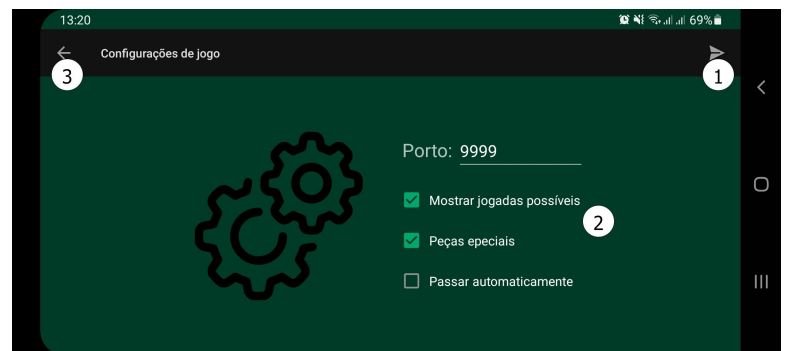 13:20
69%
Configurações de jogo
3
1
Porto: 9999
Mostrar jogadas possíveis
2
Peças epeciais
Passar automaticamente